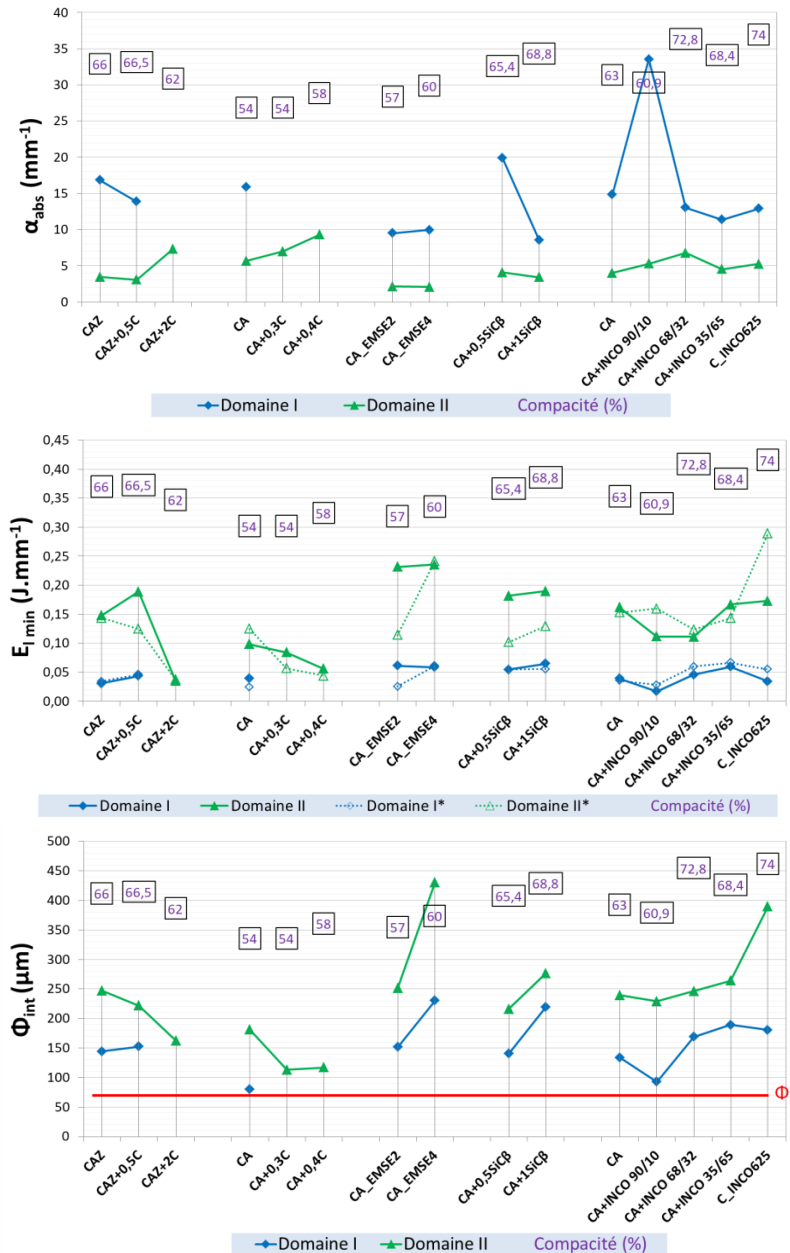 40
35
30
25
20
15
10
5
0
α_abs (mm⁻¹)
66 66,5 62 54 54 58 57 60 65,4 68,8 63 60,9 72,8 68,4 74
CAZ CAZ+0,5C CAZ+2C CA CA+0,3C CA+0,4C CA_EMSE2 CA_EMSE4 CA+0,5SiCβ CA+1SiCβ CA CA+INCO 90/10 CA+INCO 68/32 CA+INCO 35/65 C_INCO625
Domaine I Domaine II Compacité (%)
0,45
0,40
0,35
0,30
0,25
0,20
0,15
0,10
0,05
0,00
E_l min (J.mm⁻¹)
66 66,5 62 54 54 58 57 60 65,4 68,8 63 60,9 72,8 68,4 74
CAZ CAZ+0,5C CAZ+2C CA CA+0,3C CA+0,4C CA_EMSE2 CA_EMSE4 CA+0,5SiCβ CA+1SiCβ CA CA+INCO 90/10 CA+INCO 68/32 CA+INCO 35/65 C_INCO625
Domaine I Domaine II Domaine I* Domaine II* Compacité (%)
500
450
400
350
300
250
200
150
100
50
0
Φ_int (µm)
66 66,5 62 54 54 58 57 60 65,4 68,8 63 60,9 72,8 68,4 74
Φ
CAZ CAZ+0,5C CAZ+2C CA CA+0,3C CA+0,4C CA_EMSE2 CA_EMSE4 CA+0,5SiCβ CA+1SiCβ CA CA+INCO 90/10 CA+INCO 68/32 CA+INCO 35/65 C_INCO625
Domaine I Domaine II Compacité (%)